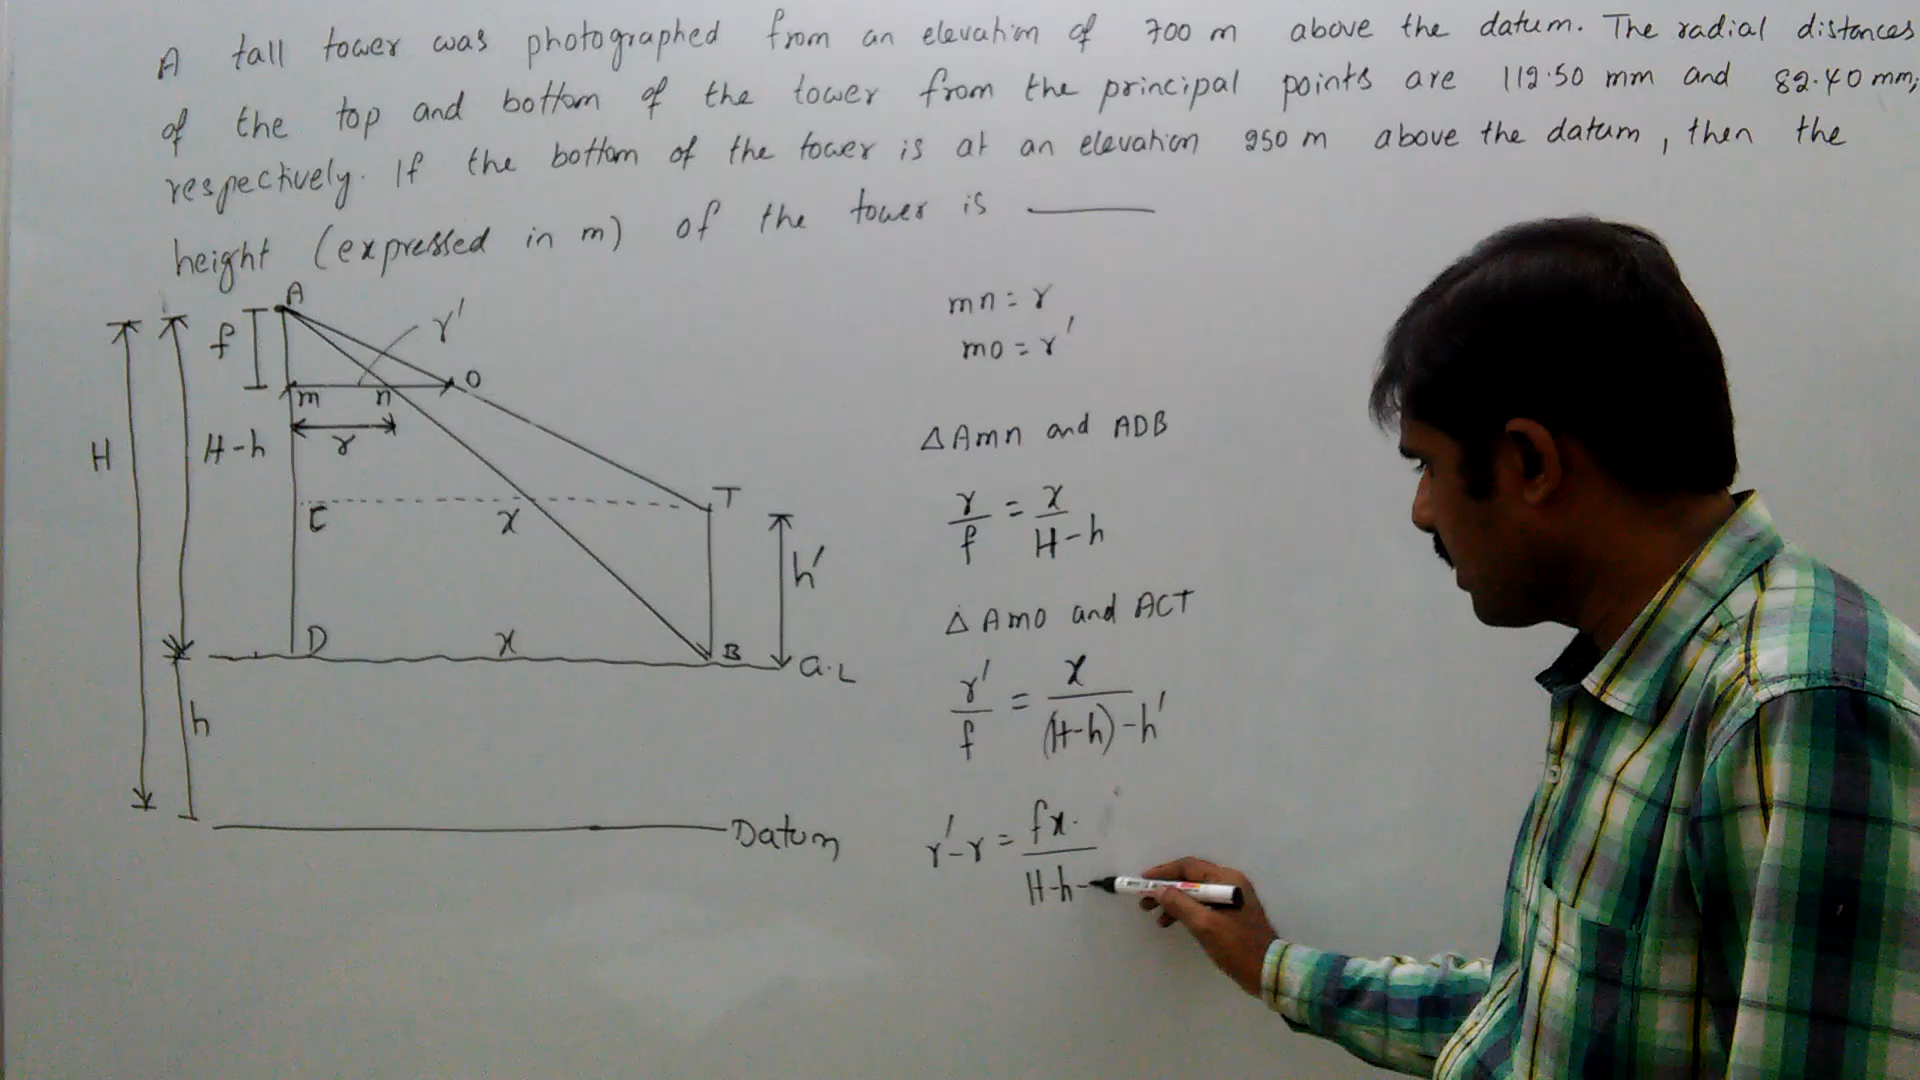 A tall tower was photographed from an elevation of 700 m above the datum. The radial distances
of the top and bottom of the tower from the principal points are 112.50 mm and 82.40 mm,
respectively. If the bottom of the tower is at an elevation 250 m above the datum, then the
height (expressed in m) of the tower is ______
A
f
r'
m n O
H
H-h
r
C x T
h'
D x B G.L
h
Datum
mn = r
mo = r'
Δ Amn and ADB
r/f = x/H-h
Δ Amo and ACT
r'/f = x/(H-h)-h'
r'-r = fx/H-h-